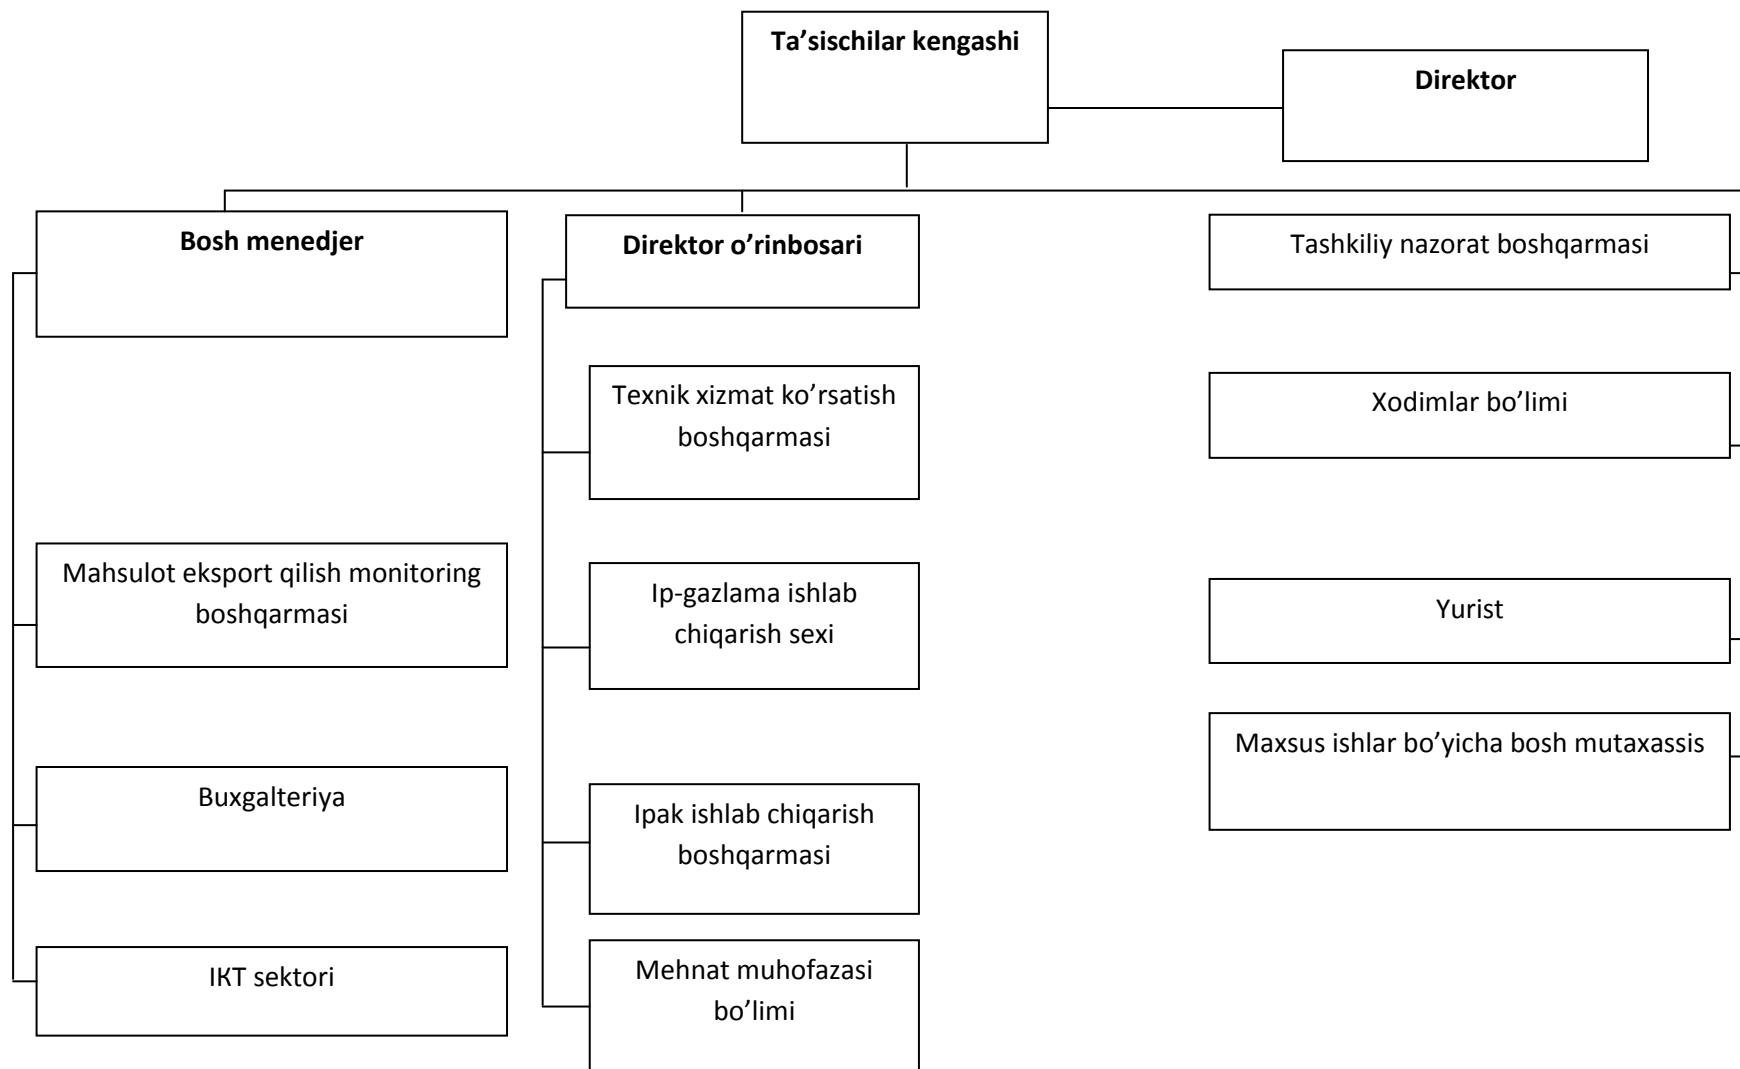 Ta’sischilar kengashi
Direktor
Bosh menedjer
Direktor o’rinbosari
Tashkiliy nazorat boshqarmasi
Texnik xizmat ko’rsatish
boshqarmasi
Xodimlar bo’limi
Mahsulot eksport qilish monitoring
boshqarmasi
Ip-gazlama ishlab
chiqarish sexi
Yurist
Maxsus ishlar bo’yicha bosh mutaxassis
Buxgalteriya
Ipak ishlab chiqarish
boshqarmasi
IKT sektori
Mehnat muhofazasi
bo’limi